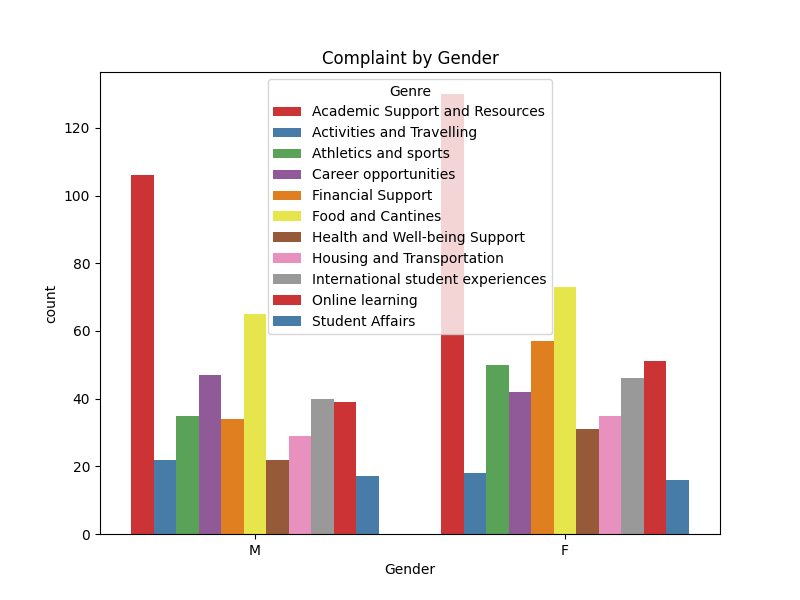 Complaint by Gender
Genre
Academic Support and Resources
Activities and Travelling
Athletics and sports
Career opportunities
Financial Support
Food and Cantines
Health and Well-being Support
Housing and Transportation
International student experiences
Online learning
Student Affairs
count
120
100
80
60
40
20
0
M F
Gender